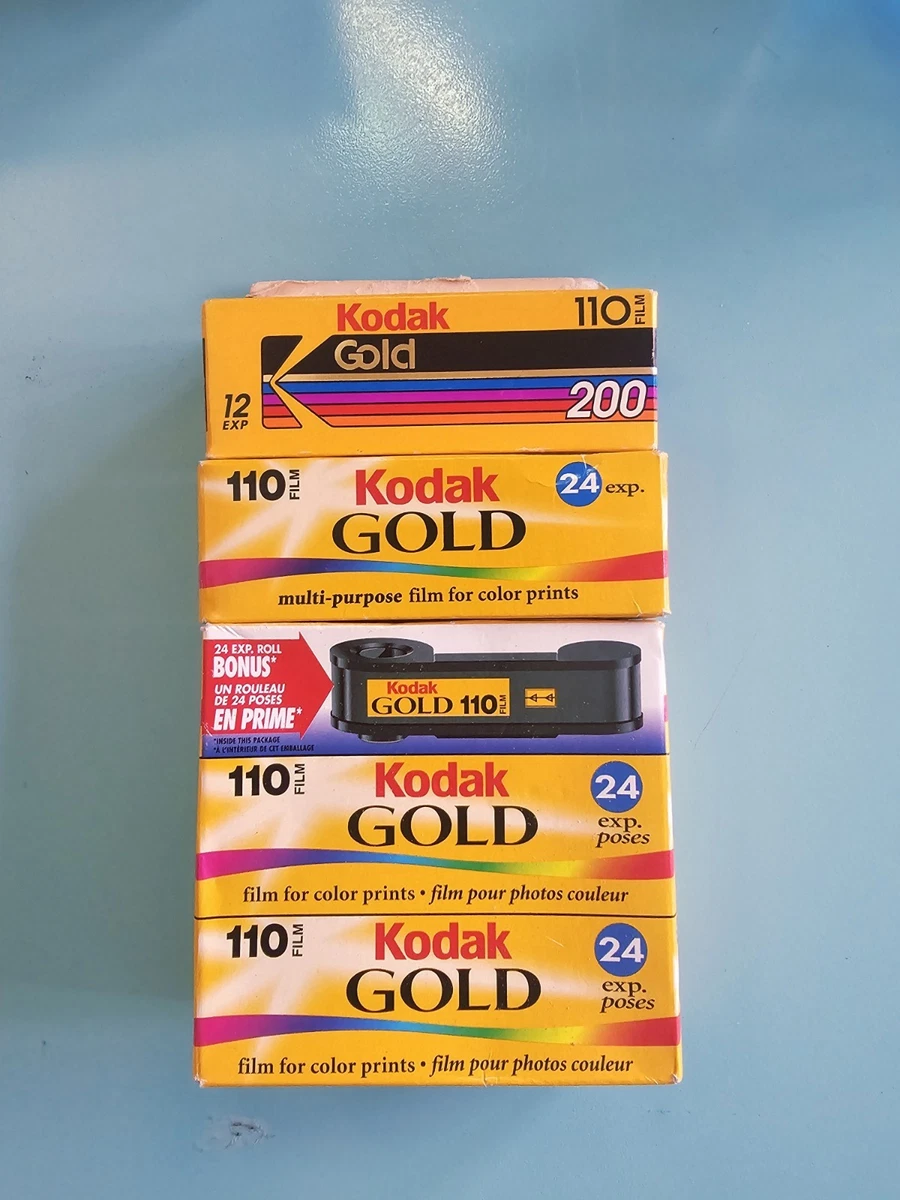 Kodak
110 FILM
Gold
200
12
EXP
110 FILM
Kodak
24 exp.
GOLD
multi-purpose film for color prints
24 EXP. ROLL
BONUS*
UN ROULEAU
DE 24 POSES
EN PRIME*
*INSIDE THIS PACKAGE
*À L'INTÉRIEUR DE CET EMBALLAGE
Kodak
GOLD 110 FILM
110 FILM
Kodak
24
GOLD
exp.
poses
film for color prints • film pour photos couleur
110 FILM
Kodak
24
GOLD
exp.
poses
film for color prints • film pour photos couleur